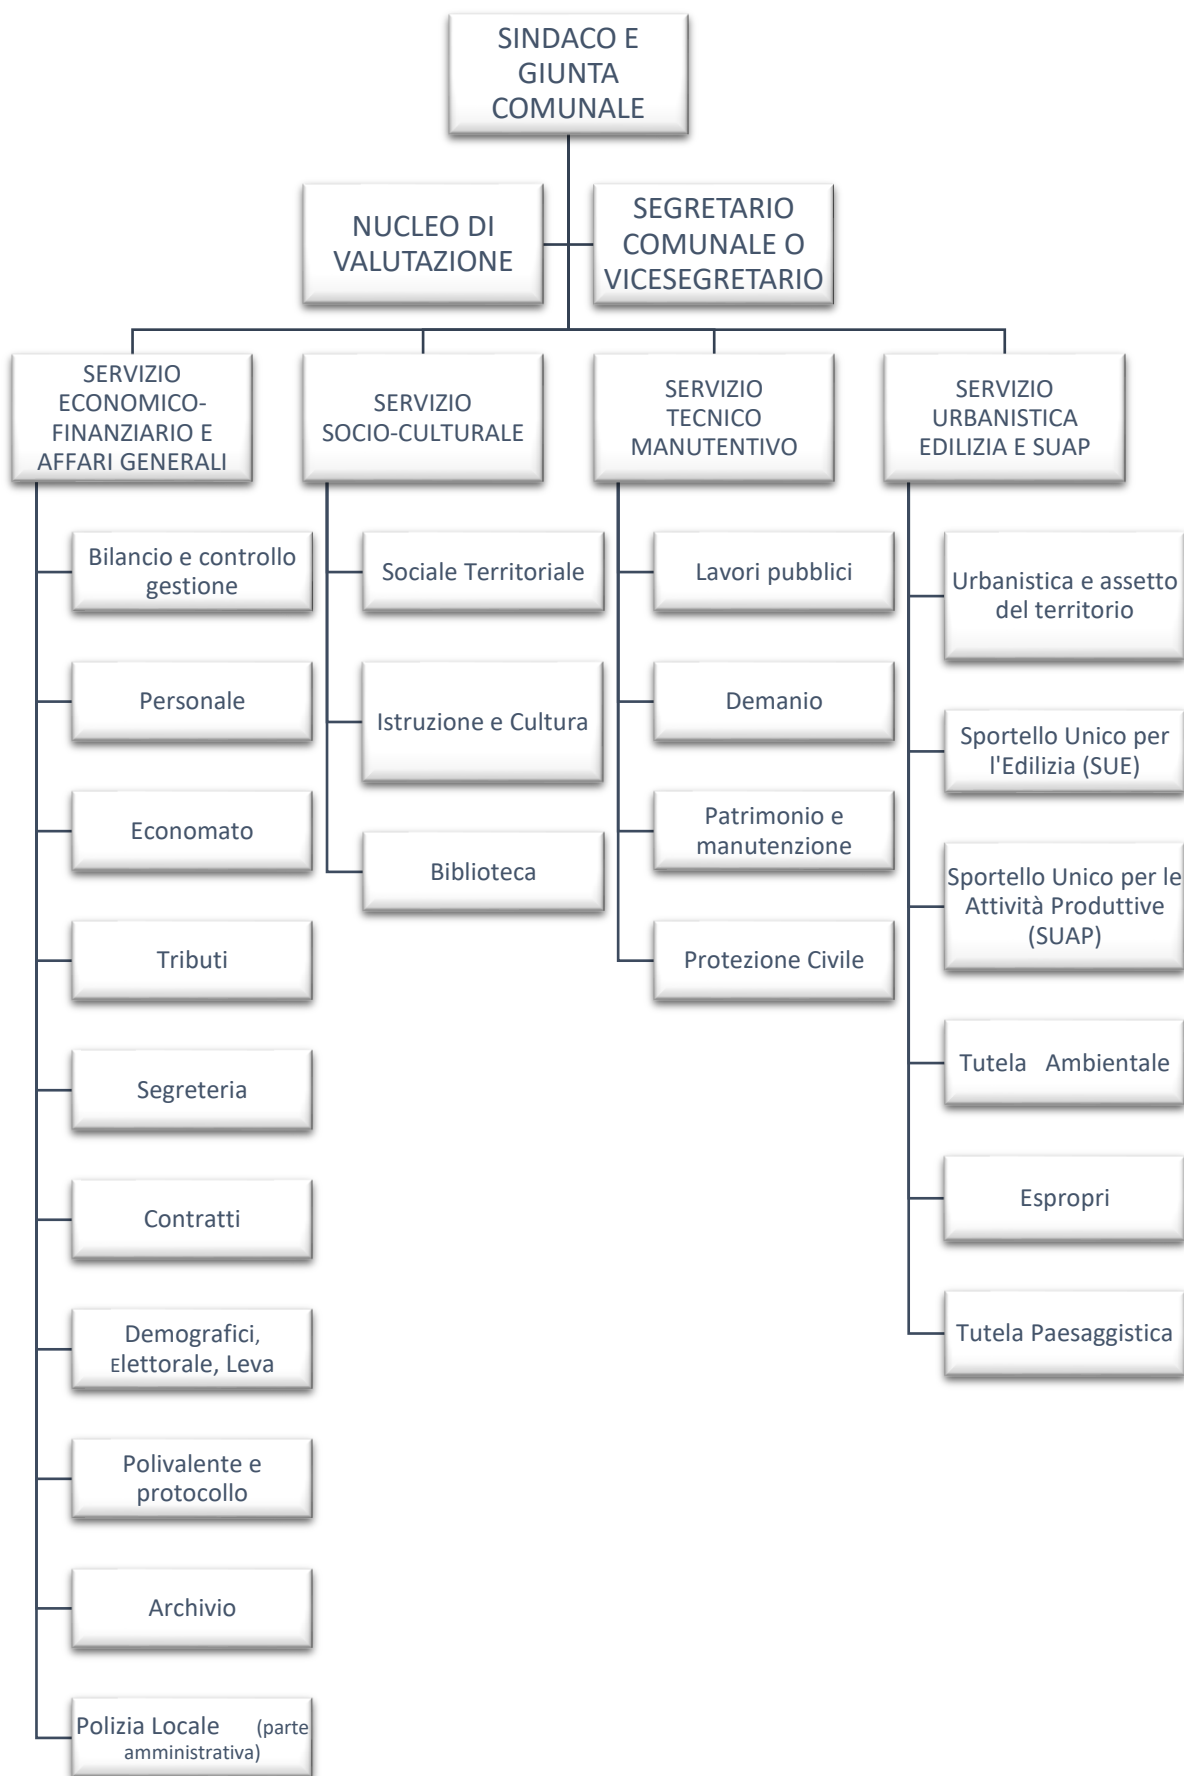 SINDACO E
GIUNTA
COMUNALE
NUCLEO DI
VALUTAZIONE
SEGRETARIO
COMUNALE O
VICESEGRETARIO
SERVIZIO
ECONOMICO-
FINANZIARIO E
AFFARI GENERALI
Bilancio e controllo
gestione
Personale
Economato
Tributi
Segreteria
Contratti
Demografici,
Elettorale, Leva
Polivalente e
protocollo
Archivio
Polizia Locale (parte
amministrativa)
SERVIZIO
SOCIO-CULTURALE
Sociale Territoriale
Istruzione e Cultura
Biblioteca
SERVIZIO
TECNICO
MANUTENTIVO
Lavori pubblici
Demanio
Patrimonio e
manutenzione
Protezione Civile
SERVIZIO
URBANISTICA
EDILIZIA E SUAP
Urbanistica e assetto
del territorio
Sportello Unico per
l'Edilizia (SUE)
Sportello Unico per le
Attività Produttive
(SUAP)
Tutela Ambientale
Espropri
Tutela Paesaggistica